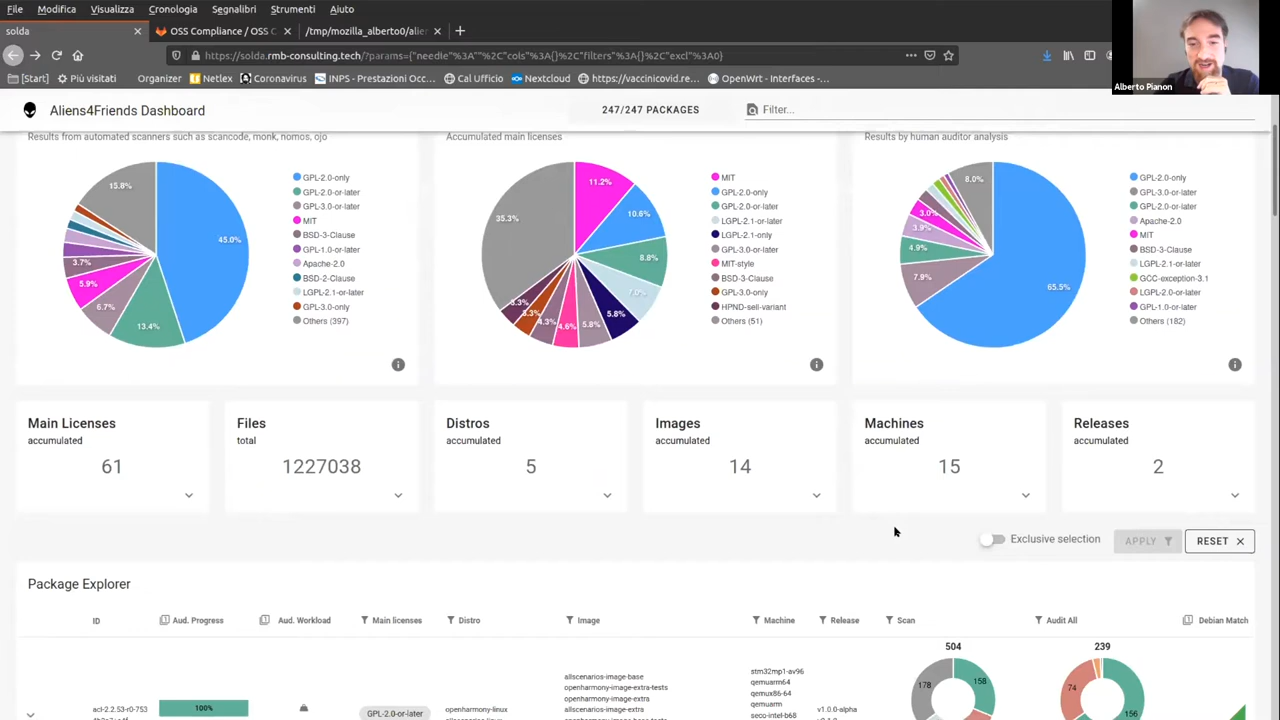 File Modifica Visualizza Cronologia Segnalibri Strumenti Aiuto
solda
OSS Compliance / OSS C
/tmp/mozilla_alberto0/alie
https://solda.rmb-consulting.tech/?params={"needle"%3A""%2C"cols"%3A{}%2C"filters"%3A{}%2C"excl"%3A0}
[Start] Più visitati Organizer Netlex Coronavirus INPS - Prestazioni Occ... Cal Ufficio Nextcloud https://vaccinicovid.re... OpenWrt - Interfaces -...
Alberto Pianon
Aliens4Friends Dashboard
247/247 PACKAGES
Filter...
Results from automated scanners such as scancode, monk, nomos, ojo
45.0%
13.4%
6.7%
5.9%
3.7%
15.8%
GPL-2.0-only
GPL-2.0-or-later
GPL-3.0-or-later
MIT
BSD-3-Clause
GPL-1.0-or-later
Apache-2.0
BSD-2-Clause
LGPL-2.1-or-later
GPL-3.0-only
Others (397)
Accumulated main licenses
11.2%
10.6%
8.8%
7.0%
5.8%
5.8%
4.6%
4.3%
3.3%
3.3%
35.3%
MIT
GPL-2.0-only
GPL-2.0-or-later
LGPL-2.1-or-later
LGPL-2.1-only
GPL-3.0-or-later
MIT-style
BSD-3-Clause
GPL-3.0-only
HPND-sell-variant
Others (51)
Results by human auditor analysis
65.5%
7.9%
4.9%
3.9%
3.0%
8.0%
GPL-2.0-only
GPL-3.0-or-later
GPL-2.0-or-later
Apache-2.0
MIT
BSD-3-Clause
LGPL-2.1-or-later
GCC-exception-3.1
LGPL-2.0-or-later
GPL-1.0-or-later
Others (182)
Main Licenses
accumulated
61
Files
total
1227038
Distros
accumulated
5
Images
accumulated
14
Machines
accumulated
15
Releases
accumulated
2
Exclusive selection
APPLY
RESET
Package Explorer
ID Aud. Progress Aud. Workload Main licenses Distro Image Machine Release Scan Audit All Debian Match
acl-2.2.53-r0-753
100%
GPL-2.0-or-later
openharmony-linux
allscenarios-image-base
openharmony-image-extra-tests
openharmony-image-extra
allscenarios-image-extra
stm32mp1-av96
qemuarm64
qemux86-64
qemuarm
seco-intel-b68
v1.0.0-alpha
504
178
158
239
74
156